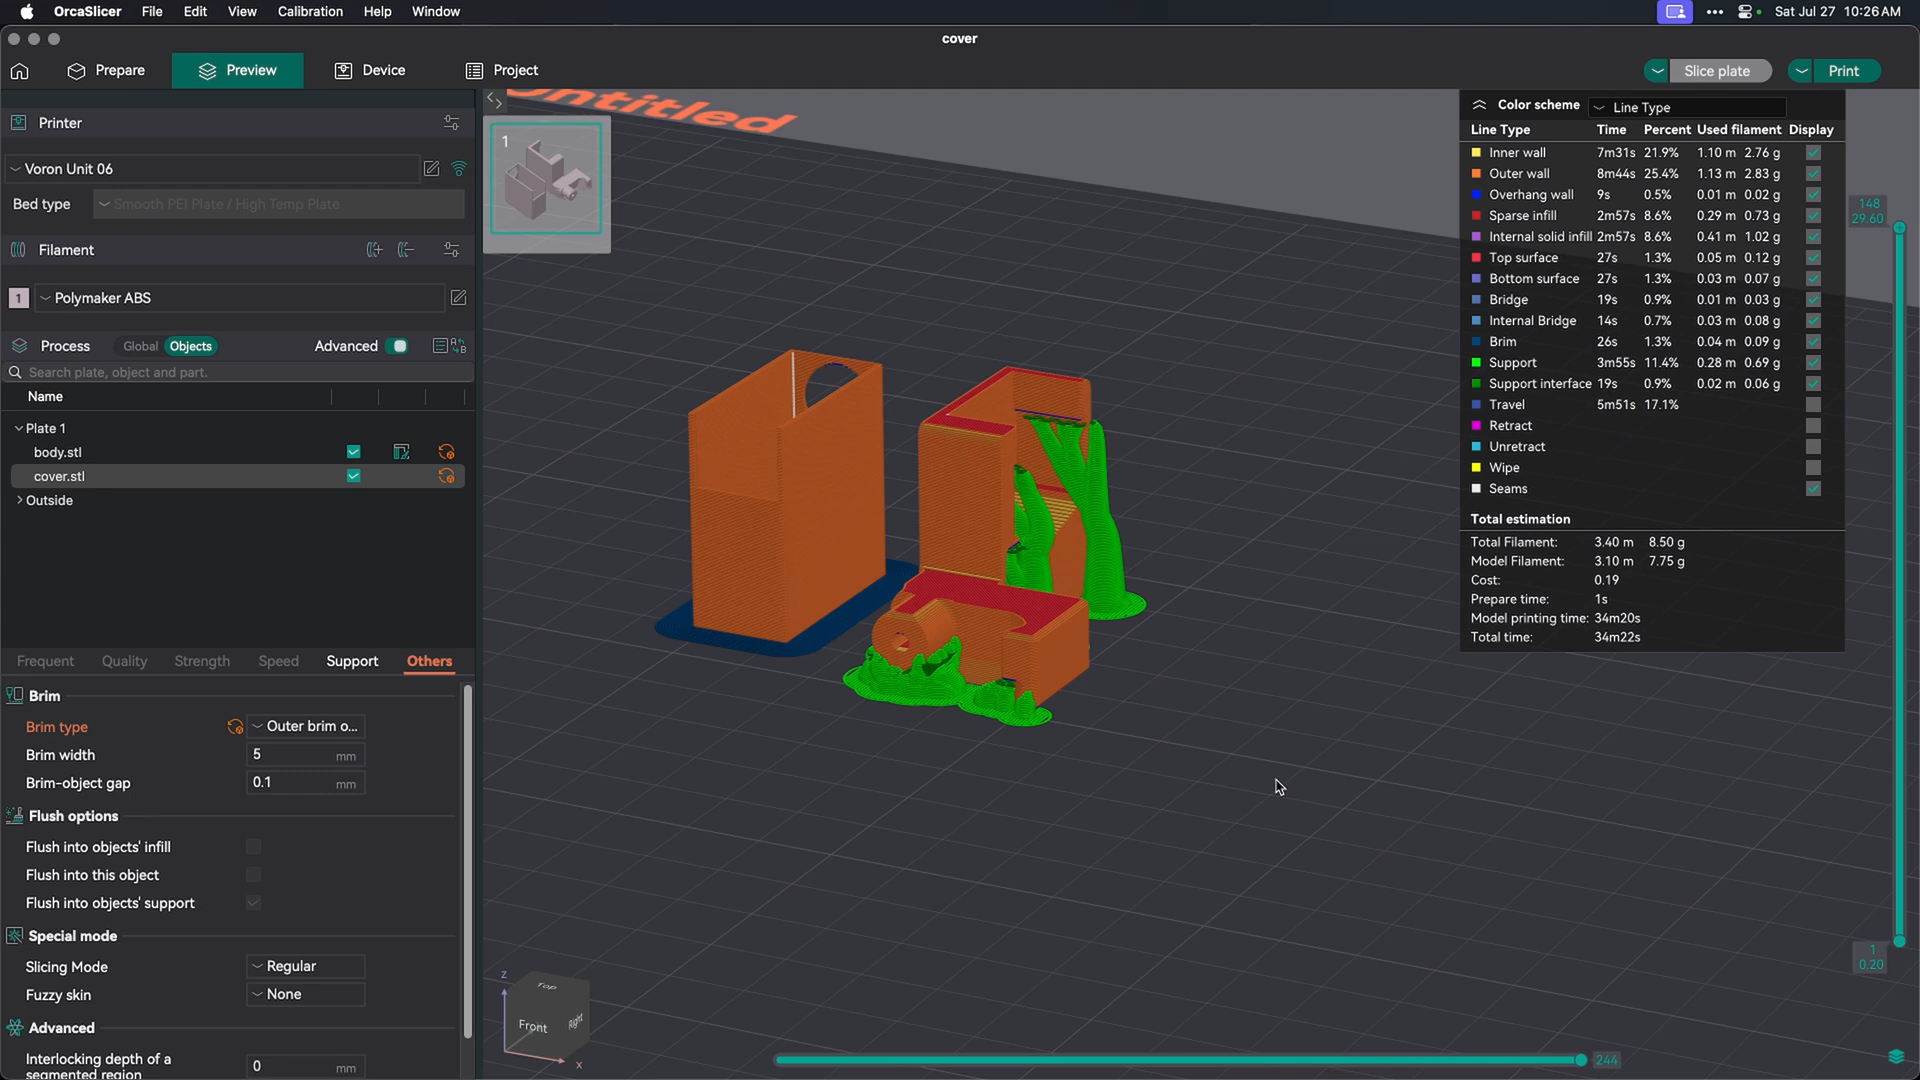 OrcaSlicer File Edit View Calibration Help Window Sat Jul 27 10:26 AM
cover
Prepare Preview Device Project Slice plate Print
Untitled
Printer
Voron Unit 06
Bed type Smooth PEI Plate / High Temp Plate
Filament
1 Polymaker ABS
Process Global Objects Advanced
Search plate, object and part.
Name
Plate 1
body.stl
cover.stl
Outside
Frequent Quality Strength Speed Support Others
Brim
Brim type Outer brim o...
Brim width 5 mm
Brim-object gap 0.1 mm
Flush options
Flush into objects' infill
Flush into this object
Flush into objects' support
Special mode
Slicing Mode Regular
Fuzzy skin None
Advanced
Interlocking depth of a
segmented region 0 mm
1
Color scheme Line Type
Line Type Time Percent Used filament Display
Inner wall 7m31s 21.9% 1.10 m 2.76 g
Outer wall 8m44s 25.4% 1.13 m 2.83 g
Overhang wall 9s 0.5% 0.01 m 0.02 g
Sparse infill 2m57s 8.6% 0.29 m 0.73 g
Internal solid infill 2m57s 8.6% 0.41 m 1.02 g
Top surface 27s 1.3% 0.05 m 0.12 g
Bottom surface 27s 1.3% 0.03 m 0.07 g
Bridge 19s 0.9% 0.01 m 0.03 g
Internal Bridge 14s 0.7% 0.03 m 0.08 g
Brim 26s 1.3% 0.04 m 0.09 g
Support 3m55s 11.4% 0.28 m 0.69 g
Support interface 19s 0.9% 0.02 m 0.06 g
Travel 5m51s 17.1%
Retract
Unretract
Wipe
Seams
Total estimation
Total Filament: 3.40 m 8.50 g
Model Filament: 3.10 m 7.75 g
Cost: 0.19
Prepare time: 1s
Model printing time: 34m20s
Total time: 34m22s
148
29.60
1
0.20
Z
Top
Front Right
X
244